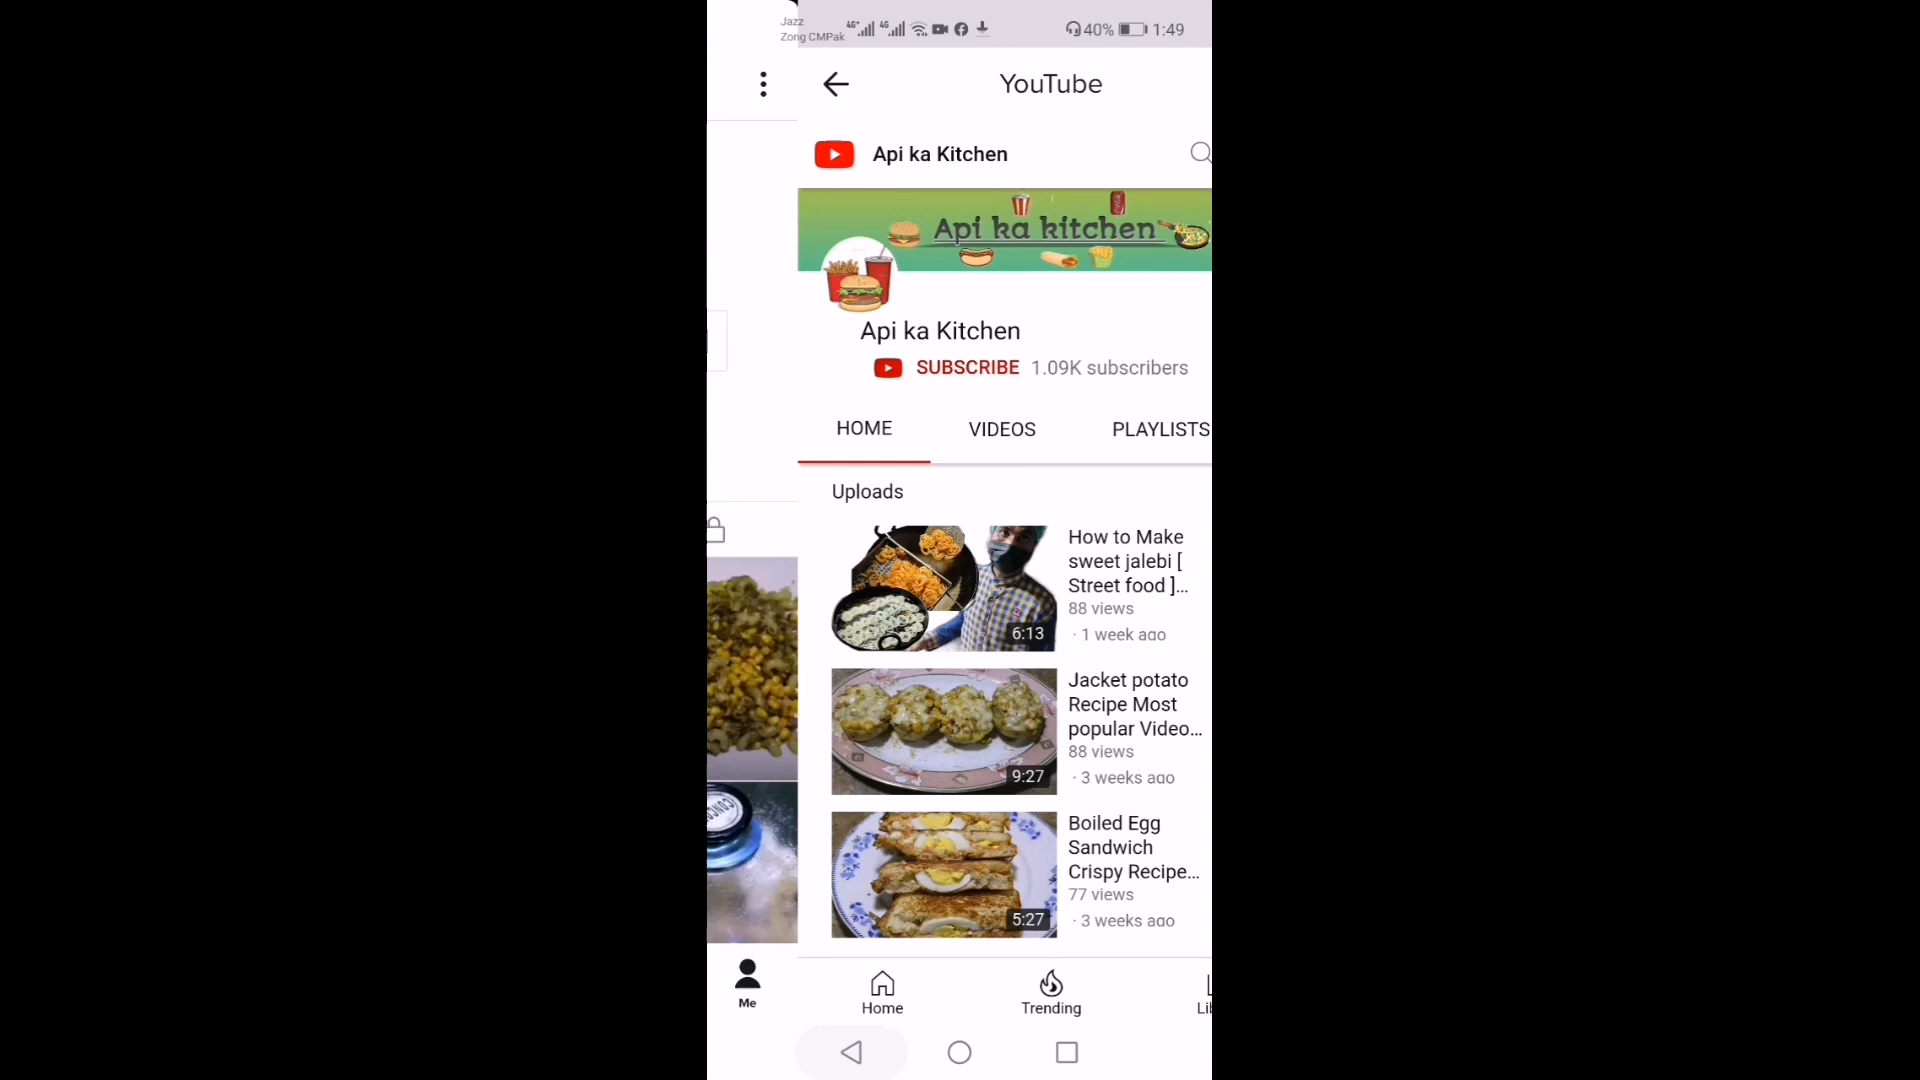 Jazz
Zong CMPak
4G+ 4G 40% 1:49
YouTube
Api ka Kitchen
Api ka kitchen
Api ka Kitchen
SUBSCRIBE 1.09K subscribers
HOME VIDEOS PLAYLISTS
Uploads
How to Make
sweet jalebi [
Street food ]...
88 views
· 1 week ago
6:13
Jacket potato
Recipe Most
popular Video...
88 views
· 3 weeks ago
9:27
Boiled Egg
Sandwich
Crispy Recipe...
77 views
· 3 weeks ago
5:27
Me
Home
Trending